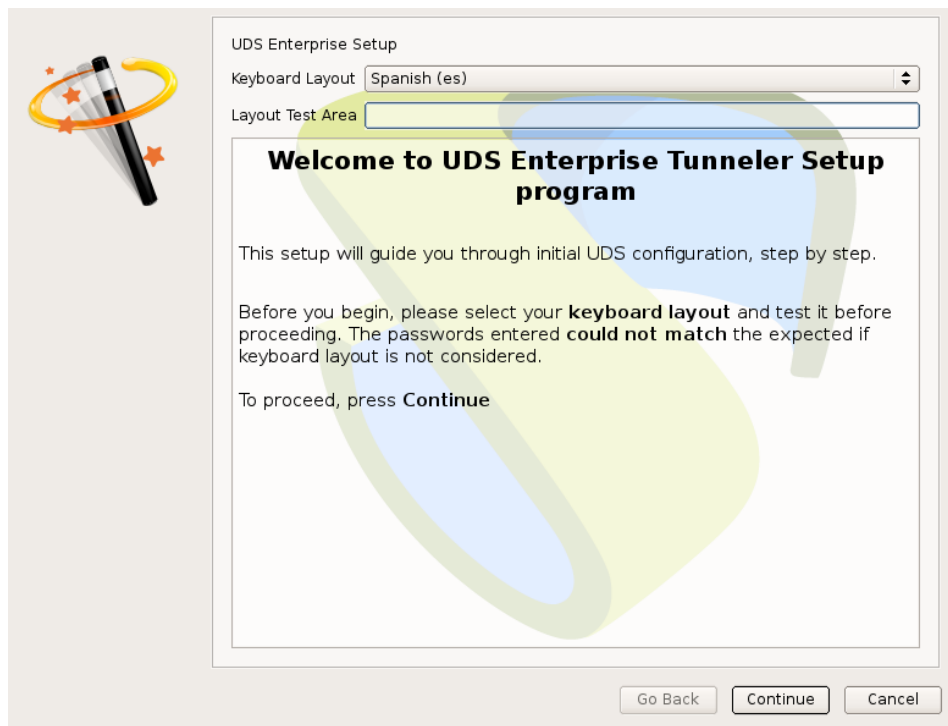 UDS Enterprise Setup
Keyboard Layout Spanish (es)
Layout Test Area
Welcome to UDS Enterprise Tunneler Setup
program
This setup will guide you through initial UDS configuration, step by step.
Before you begin, please select your keyboard layout and test it before
proceeding. The passwords entered could not match the expected if
keyboard layout is not considered.
To proceed, press Continue
Go Back Continue Cancel